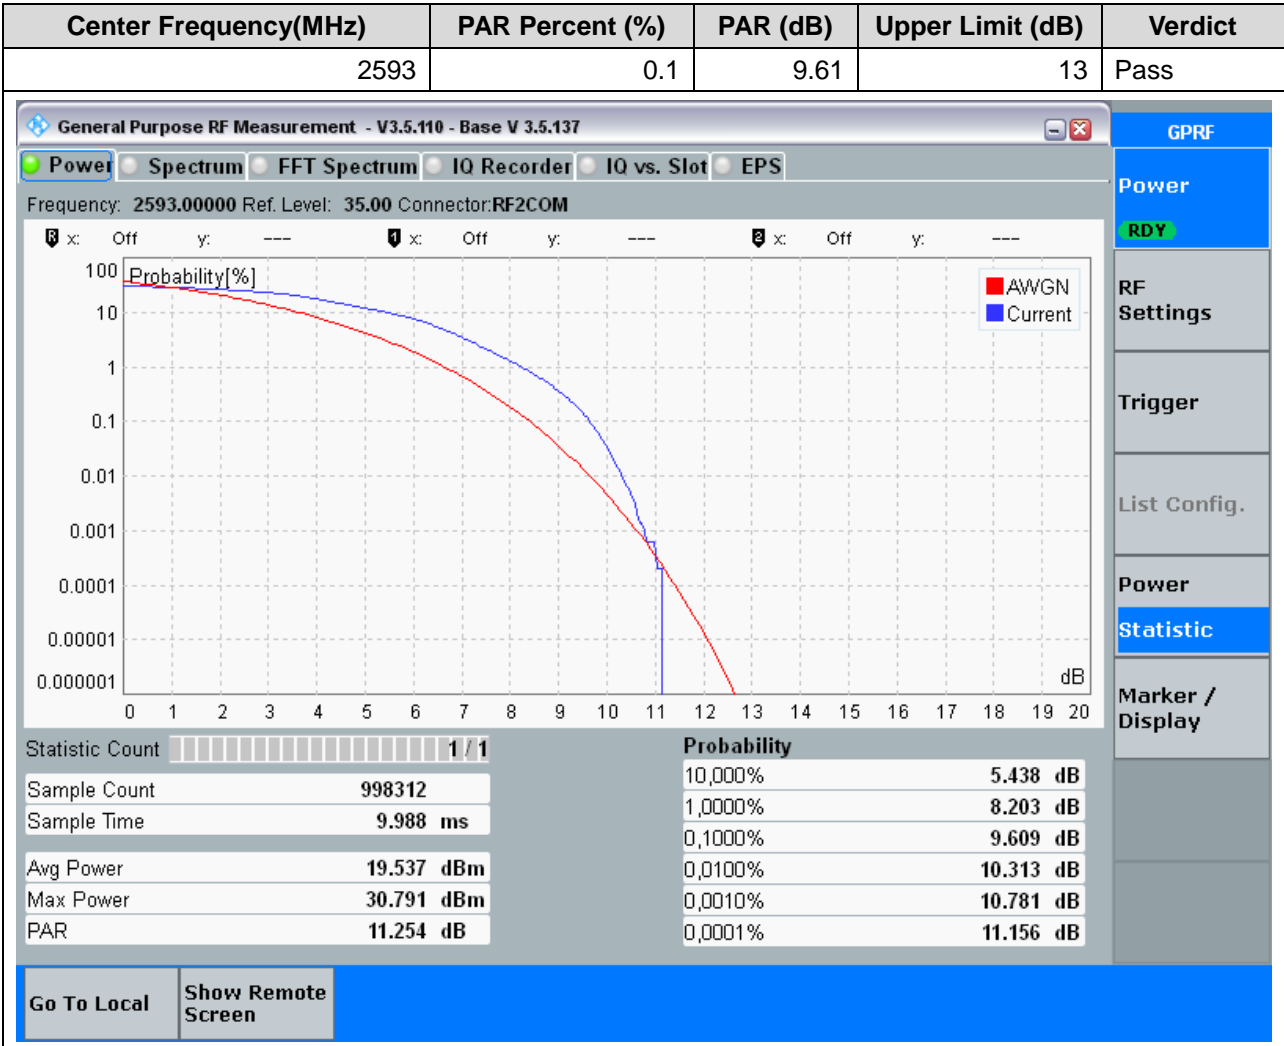 Center Frequency(MHz) PAR Percent (%) PAR (dB) Upper Limit (dB) Verdict
2593 0.1 9.61 13 Pass
General Purpose RF Measurement - V3.5.110 - Base V 3.5.137
GPRF
Power Spectrum FFT Spectrum IQ Recorder IQ vs. Slot EPS
Power
RDY
Frequency: 2593.00000 Ref. Level: 35.00 Connector:RF2COM
R x: Off y: --- 1 x: Off y: --- 2 x: Off y: ---
RF
Settings
Trigger
List Config.
Power
Statistic
Marker /
Display
Probability[%]
AWGN
Current
100
10
1
0.1
0.01
0.001
0.0001
0.00001
0.000001
dB
0 1 2 3 4 5 6 7 8 9 10 11 12 13 14 15 16 17 18 19 20
Statistic Count 1 / 1
Sample Count 998312
Sample Time 9.988 ms
Avg Power 19.537 dBm
Max Power 30.791 dBm
PAR 11.254 dB
Probability
10,000% 5.438 dB
1,0000% 8.203 dB
0,1000% 9.609 dB
0,0100% 10.313 dB
0,0010% 10.781 dB
0,0001% 11.156 dB
Go To Local
Show Remote
Screen